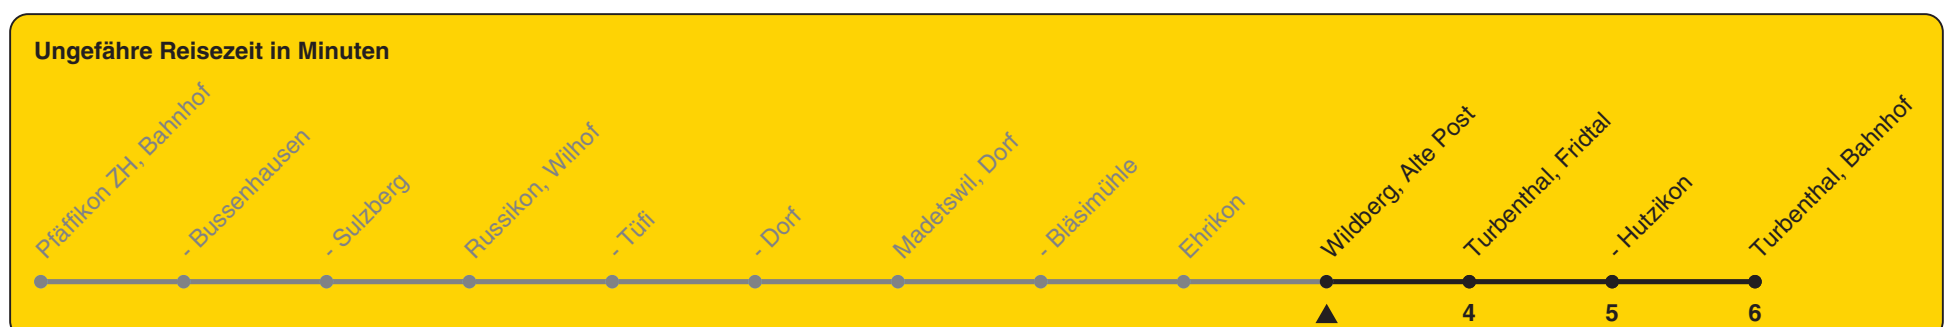 Ungefähre Reisezeit in Minuten
Pfäffikon ZH, Bahnhof
- Bussenhausen
- Sulzberg
Russikon, Wilhof
- Tüfi
- Dorf
Madetswil, Dorf
- Bläsimühle
Ehrikon
Wildberg, Alte Post
Turbenthal, Fridtal
- Hutzikon
Turbenthal, Bahnhof
4 5 6